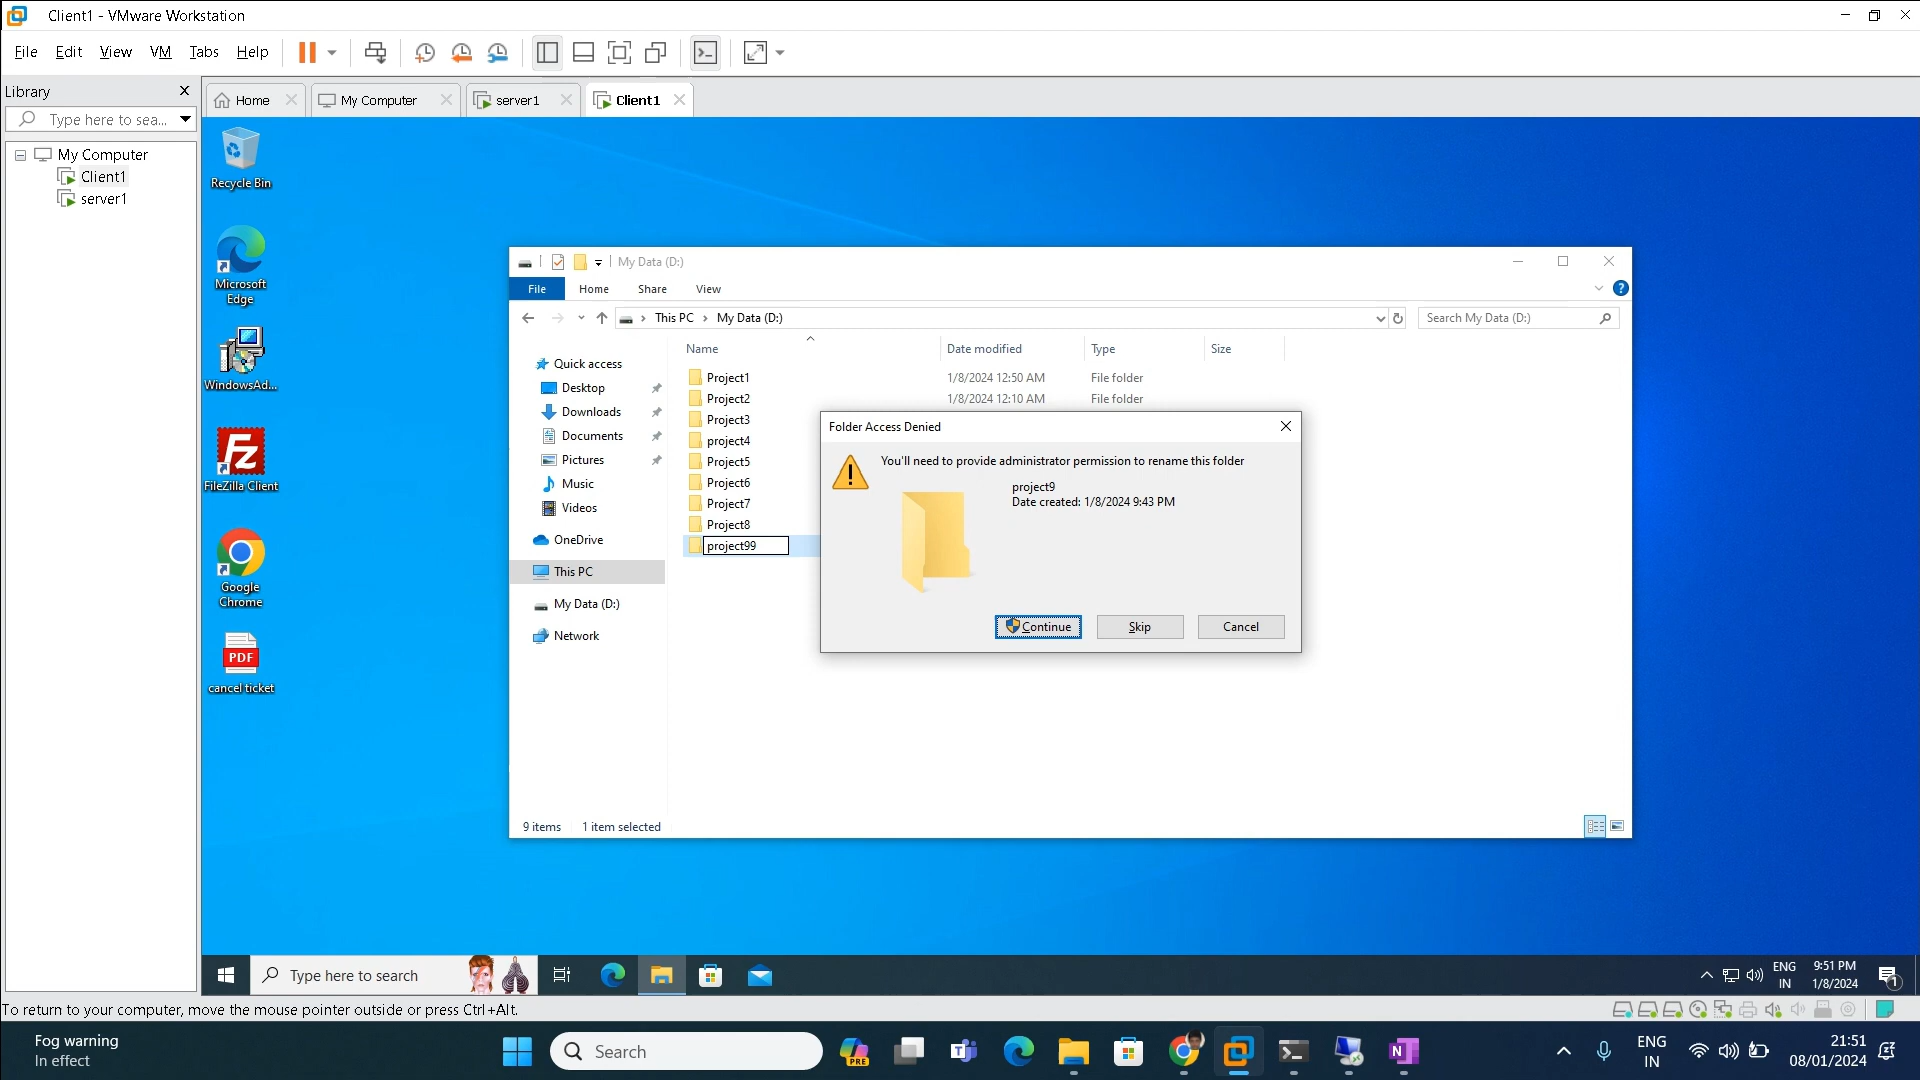 Client1 - VMware Workstation
File Edit View VM Tabs Help
Library
Type here to sea...
My Computer
Client1
server1
Home
My Computer
server1
Client1
Recycle Bin
Microsoft
Edge
WindowsAd...
FileZilla Client
Google
Chrome
PDF
cancel ticket
My Data (D:)
File Home Share View
This PC > My Data (D:)
Search My Data (D:)
Name Date modified Type Size
Quick access
Desktop
Downloads
Documents
Pictures
Music
Videos
OneDrive
This PC
My Data (D:)
Network
Project1 1/8/2024 12:50 AM File folder
Project2 1/8/2024 12:10 AM File folder
Project3
project4
Project5
Project6
Project7
Project8
project99
Folder Access Denied
You'll need to provide administrator permission to rename this folder
project9
Date created: 1/8/2024 9:43 PM
Continue Skip Cancel
9 items 1 item selected
Type here to search
ENG
IN
9:51 PM
1/8/2024
1
To return to your computer, move the mouse pointer outside or press Ctrl+Alt.
Fog warning
In effect
Search
PRE
ENG
IN
21:51
08/01/2024